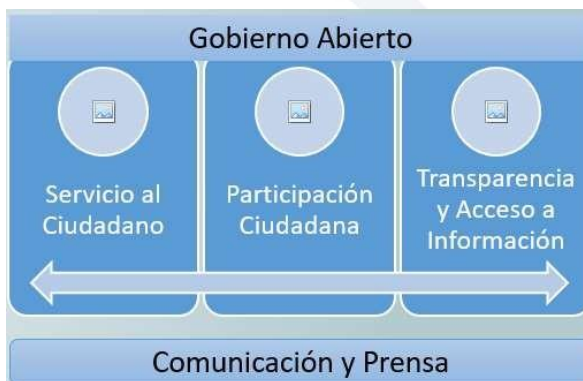 Gobierno Abierto
Servicio al
Ciudadano
Participación
Ciudadana
Transparencia
y Acceso a
Información
Comunicación y Prensa